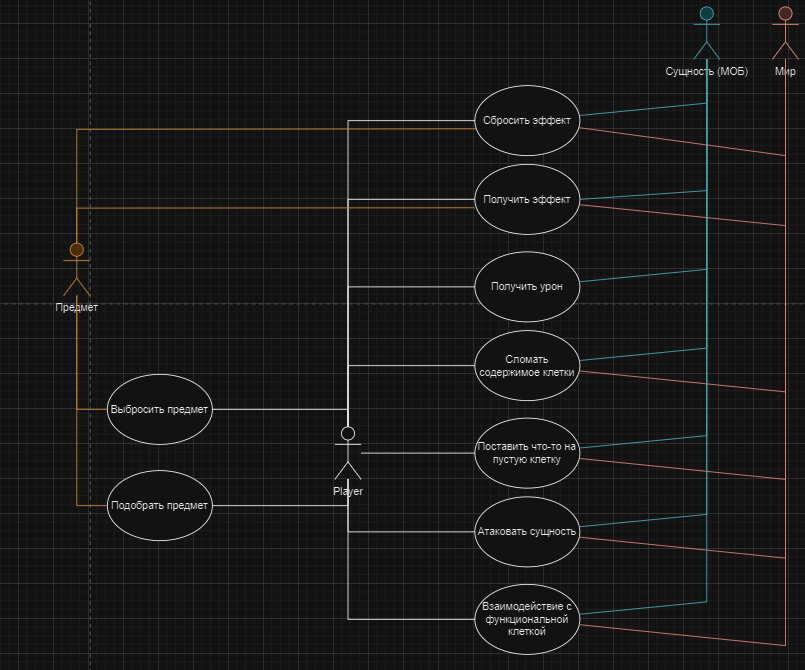 Сущность (МОБ)
Мир
Сбросить эффект
Получить эффект
Получить урон
Предмет
Сломать
содержимое клетки
Выбросить предмет
Поставить что-то на
пустую клетку
Player
Подобрать предмет
Атаковать сущность
Взаимодействие с
функциональной
клеткой